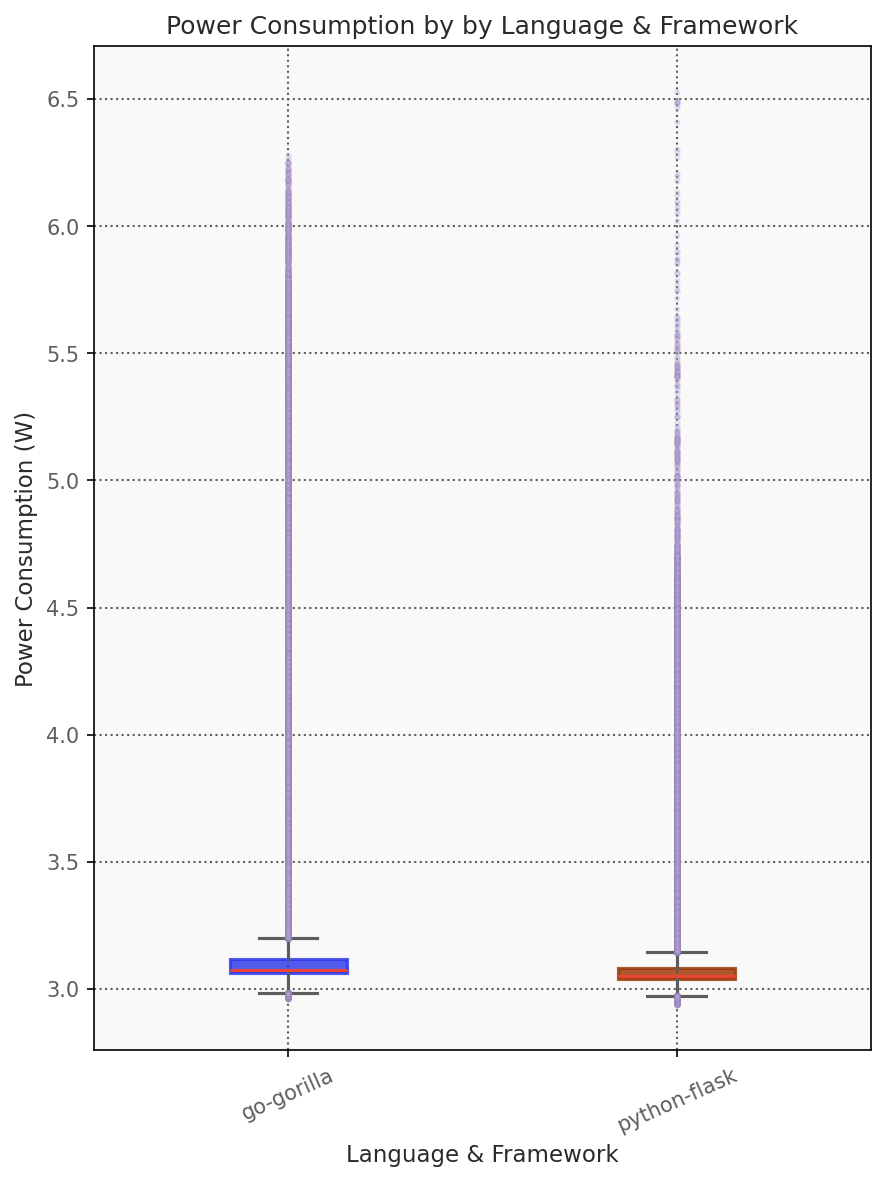 Power Consumption by by Language & Framework
6.5
6.0
5.5
5.0
4.5
4.0
3.5
3.0
Power Consumption (W)
go-gorilla
python-flask
Language & Framework